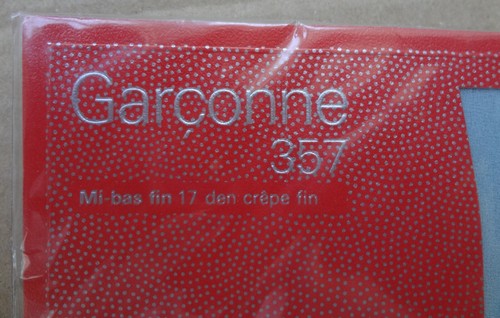 Garçonne
357
Mi-bas fin 17 den crêpe fin